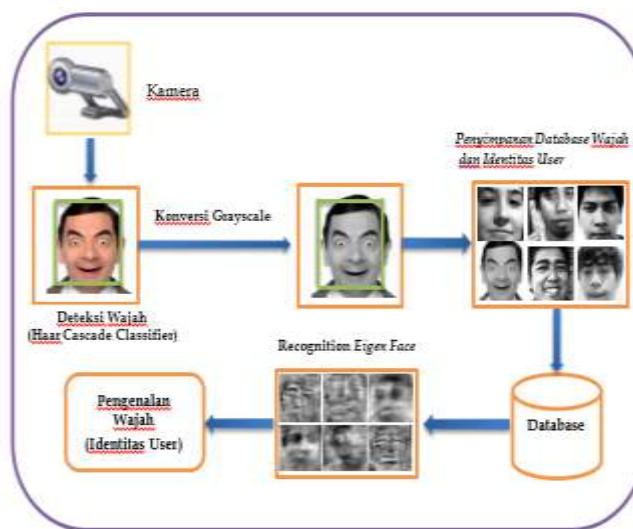 Kamera
Penyimpanan Database Wajah
dan Identitas User
Konversi Grayscale
Deteksi Wajah
(Haar Cascade Classifier)
Recognition Eigen Face
Pengenalan
Wajah
(Identitas User)
Database